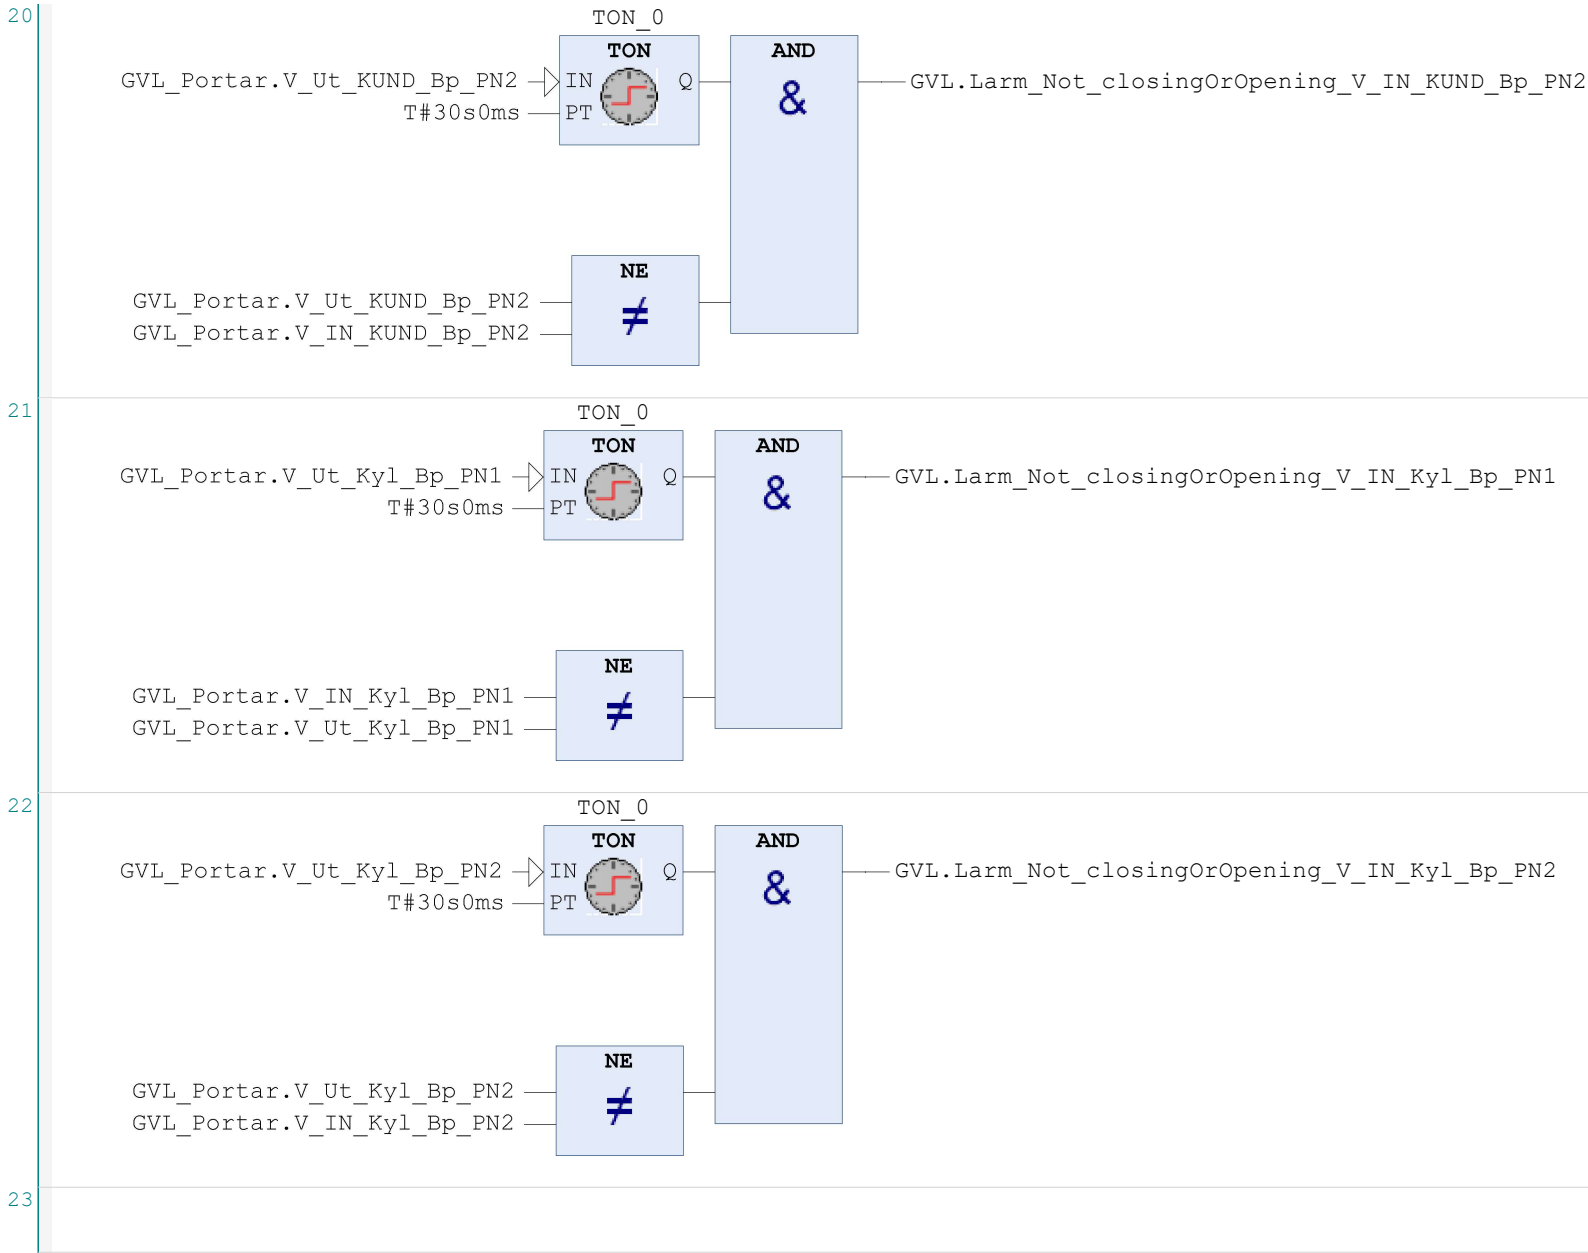 20
TON_0
TON
AND
GVL_Portar.V_Ut_KUND_Bp_PN2
IN
Q
&
GVL.Larm_Not_closingOrOpening_V_IN_KUND_Bp_PN2
T#30s0ms
PT
NE
GVL_Portar.V_Ut_KUND_Bp_PN2
≠
GVL_Portar.V_IN_KUND_Bp_PN2
21
TON_0
TON
AND
GVL_Portar.V_Ut_Kyl_Bp_PN1
IN
Q
&
GVL.Larm_Not_closingOrOpening_V_IN_Kyl_Bp_PN1
T#30s0ms
PT
NE
GVL_Portar.V_IN_Kyl_Bp_PN1
≠
GVL_Portar.V_Ut_Kyl_Bp_PN1
22
TON_0
TON
AND
GVL_Portar.V_Ut_Kyl_Bp_PN2
IN
Q
&
GVL.Larm_Not_closingOrOpening_V_IN_Kyl_Bp_PN2
T#30s0ms
PT
NE
GVL_Portar.V_Ut_Kyl_Bp_PN2
≠
GVL_Portar.V_IN_Kyl_Bp_PN2
23